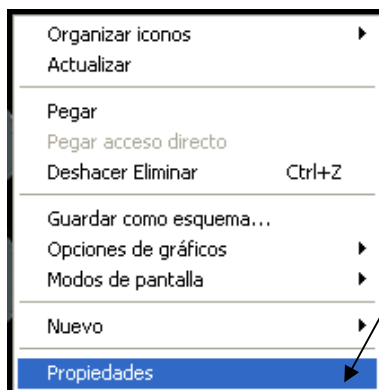 Organizar iconos
Actualizar
Pegar
Pegar acceso directo
Deshacer Eliminar Ctrl+Z
Guardar como esquema...
Opciones de gráficos
Modos de pantalla
Nuevo
Propiedades